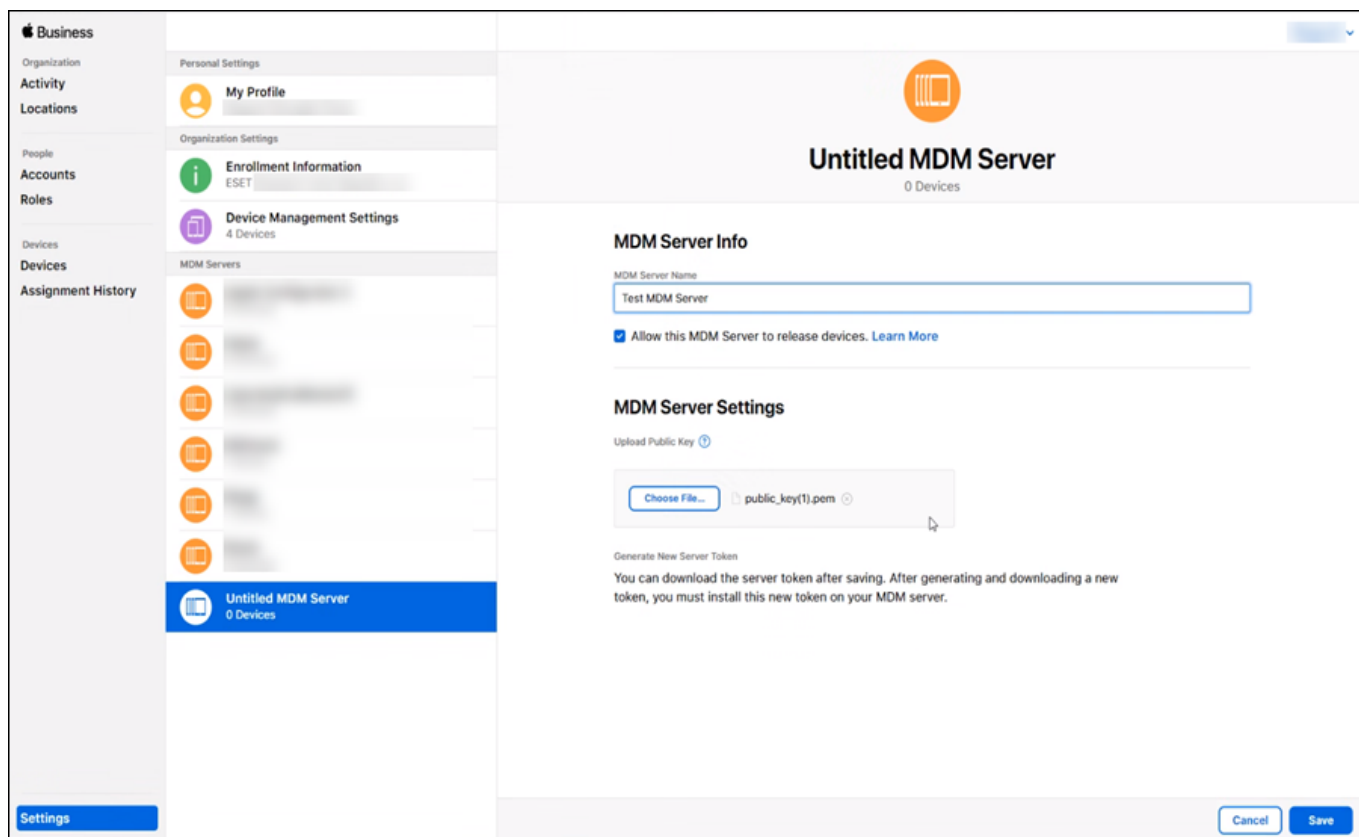 Business
Organization
Activity
Locations
People
Accounts
Roles
Devices
Devices
Assignment History
Settings
Personal Settings
My Profile
Organization Settings
Enrollment Information
ESET
Device Management Settings
4 Devices
MDM Servers
Untitled MDM Server
0 Devices
Untitled MDM Server
0 Devices
MDM Server Info
MDM Server Name
Test MDM Server
Allow this MDM Server to release devices. Learn More
MDM Server Settings
Upload Public Key ?
Choose File... public_key(1).pem
Generate New Server Token
You can download the server token after saving. After generating and downloading a new
token, you must install this new token on your MDM server.
Cancel Save